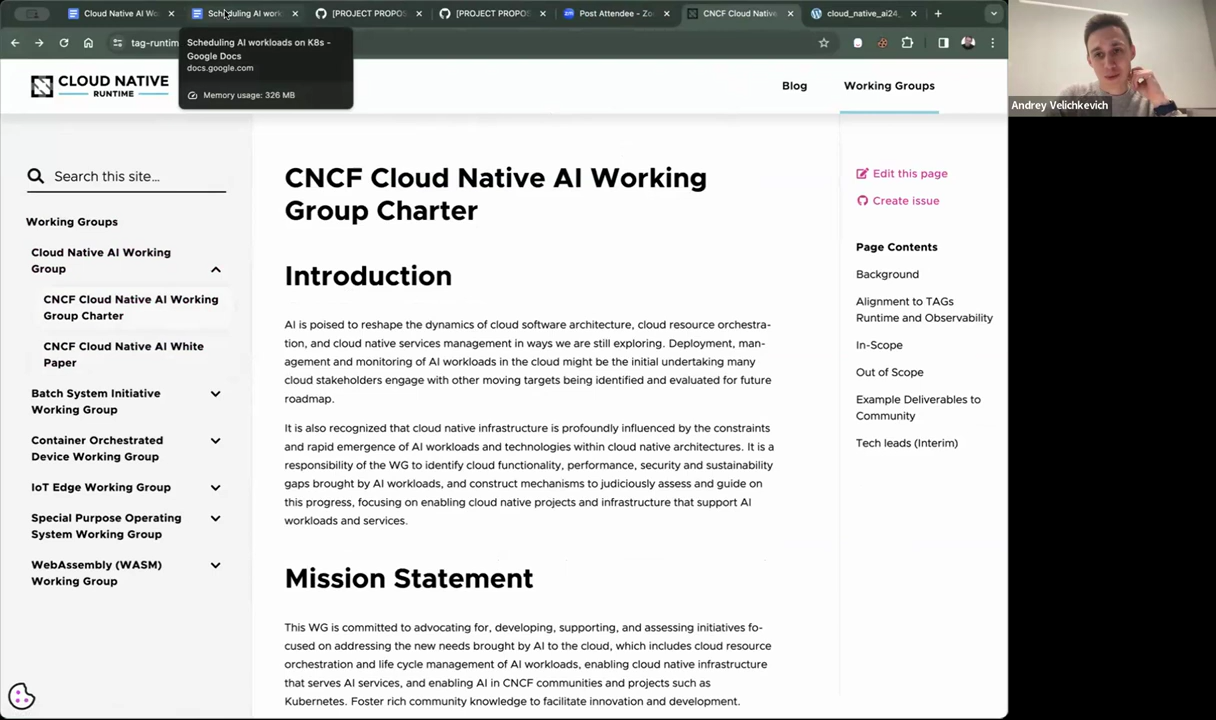 Cloud Native AI Wo
Scheduling AI work
[PROJECT PROPOS
[PROJECT PROPOS
Post Attendee - Zo
CNCF Cloud Native
cloud_native_ai24_
tag-runtim
Scheduling AI workloads on K8s -
Google Docs
docs.google.com
Memory usage: 326 MB
CLOUD NATIVE
RUNTIME
Blog
Working Groups
Andrey Velichkevich
Search this site…
Working Groups
Cloud Native AI Working
Group
CNCF Cloud Native AI Working
Group Charter
CNCF Cloud Native AI White
Paper
Batch System Initiative
Working Group
Container Orchestrated
Device Working Group
IoT Edge Working Group
Special Purpose Operating
System Working Group
WebAssembly (WASM)
Working Group
CNCF Cloud Native AI Working
Group Charter
Introduction
AI is poised to reshape the dynamics of cloud software architecture, cloud resource orchestra-
tion, and cloud native services management in ways we are still exploring. Deployment, man-
agement and monitoring of AI workloads in the cloud might be the initial undertaking many
cloud stakeholders engage with other moving targets being identified and evaluated for future
roadmap.
It is also recognized that cloud native infrastructure is profoundly influenced by the constraints
and rapid emergence of AI workloads and technologies within cloud native architectures. It is a
responsibility of the WG to identify cloud functionality, performance, security and sustainability
gaps brought by AI workloads, and construct mechanisms to judiciously assess and guide on
this progress, focusing on enabling cloud native projects and infrastructure that support AI
workloads and services.
Mission Statement
This WG is committed to advocating for, developing, supporting, and assessing initiatives fo-
cused on addressing the new needs brought by AI to the cloud, which includes cloud resource
orchestration and life cycle management of AI workloads, enabling cloud native infrastructure
that serves AI services, and enabling AI in CNCF communities and projects such as
Kubernetes. Foster rich community knowledge to facilitate innovation and development.
Edit this page
Create issue
Page Contents
Background
Alignment to TAGs
Runtime and Observability
In-Scope
Out of Scope
Example Deliverables to
Community
Tech leads (Interim)